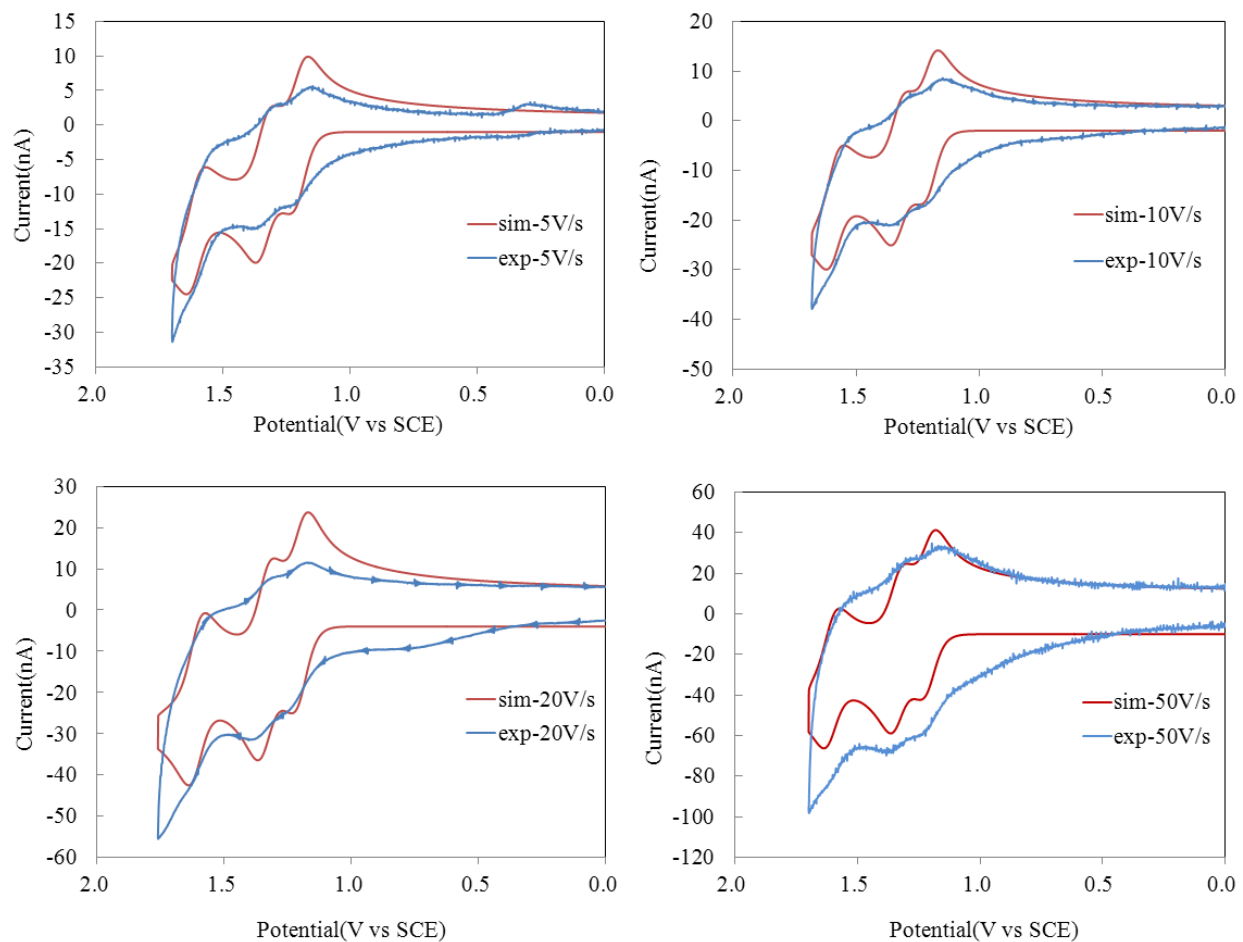 15
10
5
0
-5
-10
-15
-20
-25
-30
-35
Current(nA)
sim-5V/s
exp-5V/s
2.0 1.5 1.0 0.5 0.0
Potential(V vs SCE)
20
10
0
-10
-20
-30
-40
-50
Current(nA)
sim-10V/s
exp-10V/s
2.0 1.5 1.0 0.5 0.0
Potential(V vs SCE)
30
20
10
0
-10
-20
-30
-40
-50
-60
Current(nA)
sim-20V/s
exp-20V/s
2.0 1.5 1.0 0.5 0.0
Potential(V vs SCE)
60
40
20
0
-20
-40
-60
-80
-100
-120
Current(nA)
sim-50V/s
exp-50V/s
2.0 1.5 1.0 0.5 0.0
Potential(V vs SCE)